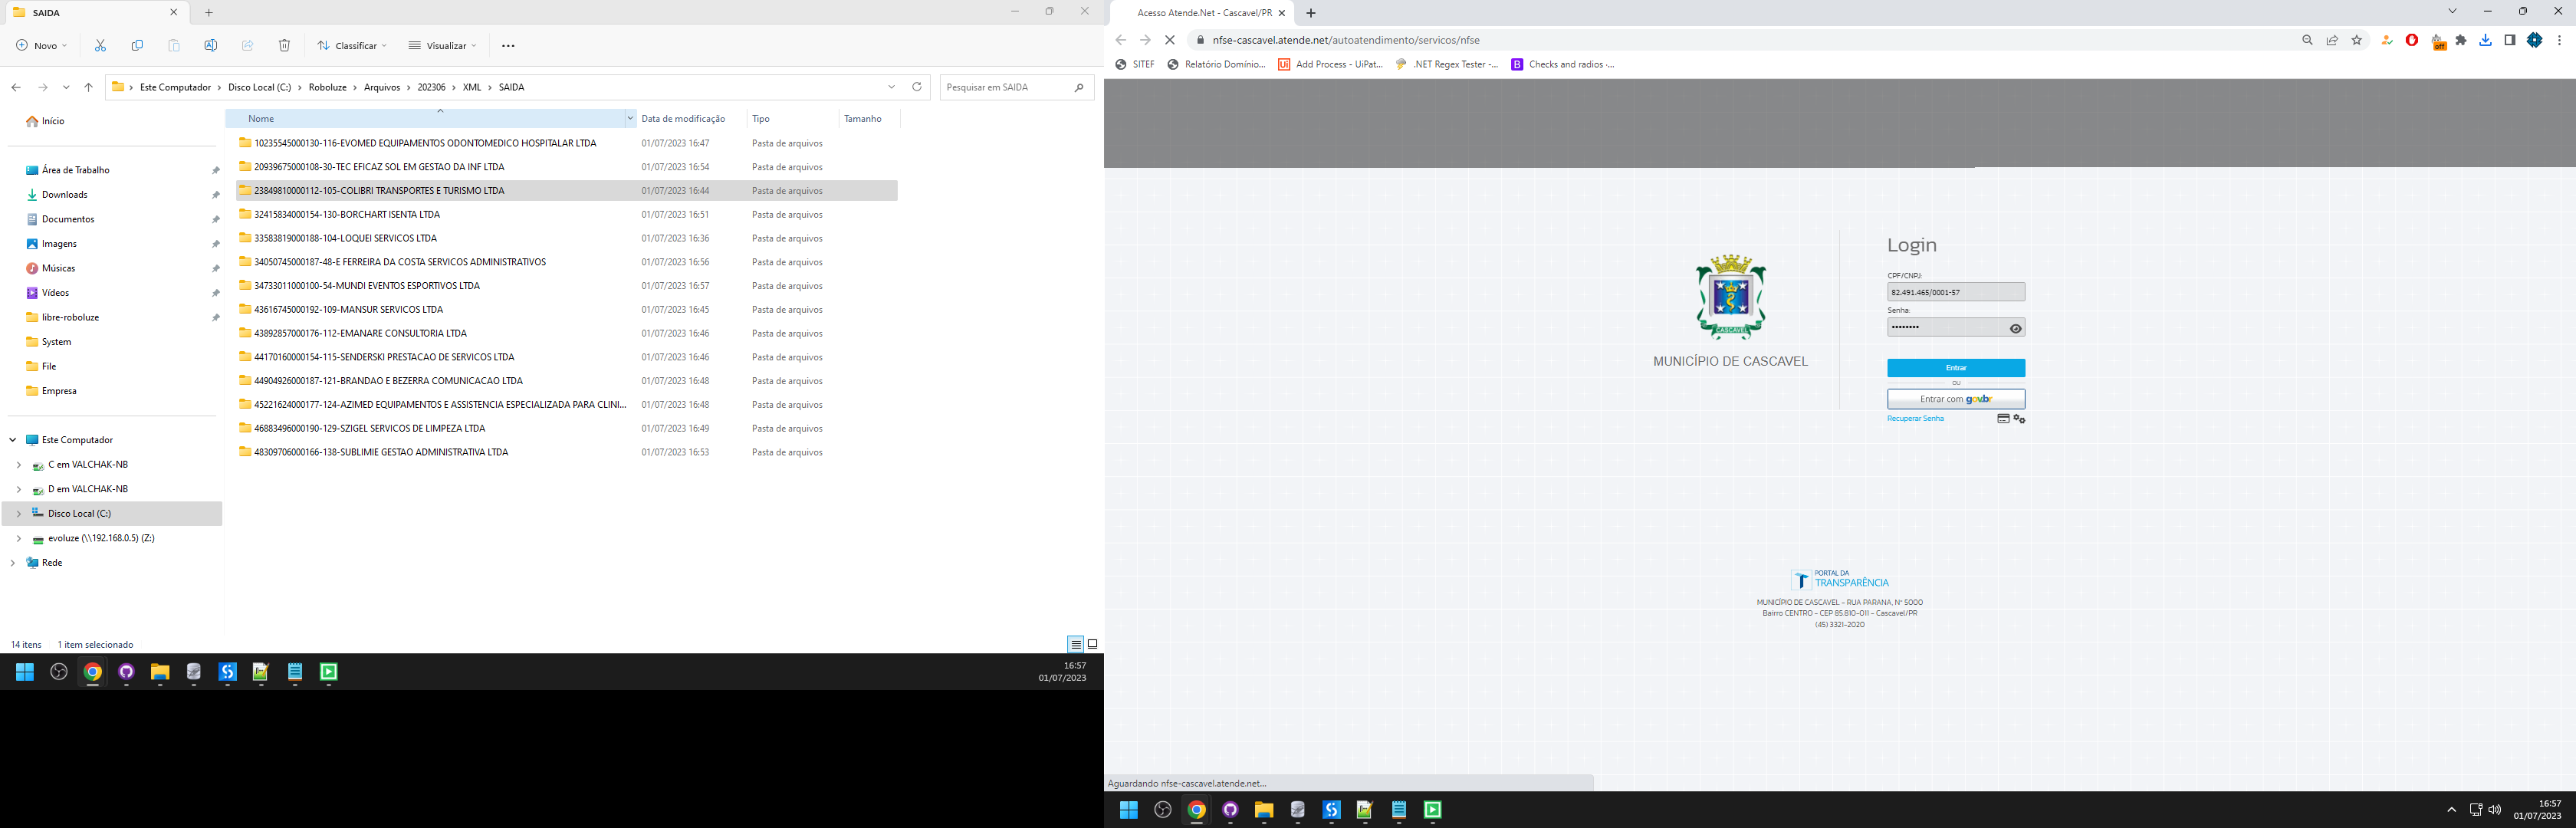 SAIDA
Novo
Classificar
Visualizar
Este Computador > Disco Local (C:) > Roboluze > Arquivos > 202306 > XML > SAIDA
Pesquisar em SAIDA
Início
Área de Trabalho
Downloads
Documentos
Imagens
Músicas
Vídeos
libre-roboluze
System
File
Empresa
Este Computador
C em VALCHAK-NB
D em VALCHAK-NB
Disco Local (C:)
evoluze (\\192.168.0.5) (Z:)
Rede
Nome Data de modificação Tipo Tamanho
10235545000130-116-EVOMED EQUIPAMENTOS ODONTOMEDICO HOSPITALAR LTDA 01/07/2023 16:47 Pasta de arquivos
20939675000108-30-TEC EFICAZ SOL EM GESTAO DA INF LTDA 01/07/2023 16:54 Pasta de arquivos
23849810000112-105-COLIBRI TRANSPORTES E TURISMO LTDA 01/07/2023 16:44 Pasta de arquivos
32415834000154-130-BORCHART ISENTA LTDA 01/07/2023 16:51 Pasta de arquivos
33583819000188-104-LOQUEI SERVICOS LTDA 01/07/2023 16:36 Pasta de arquivos
34050745000187-48-E FERREIRA DA COSTA SERVICOS ADMINISTRATIVOS 01/07/2023 16:56 Pasta de arquivos
34733011000100-54-MUNDI EVENTOS ESPORTIVOS LTDA 01/07/2023 16:57 Pasta de arquivos
43616745000192-109-MANSUR SERVICOS LTDA 01/07/2023 16:45 Pasta de arquivos
43892857000176-112-EMANARE CONSULTORIA LTDA 01/07/2023 16:46 Pasta de arquivos
44170160000154-115-SENDERSKI PRESTACAO DE SERVICOS LTDA 01/07/2023 16:46 Pasta de arquivos
44904926000187-121-BRANDAO E BEZERRA COMUNICACAO LTDA 01/07/2023 16:48 Pasta de arquivos
45221624000177-124-AZIMED EQUIPAMENTOS E ASSISTENCIA ESPECIALIZADA PARA CLINI... 01/07/2023 16:48 Pasta de arquivos
46883496000190-129-SZIGEL SERVICOS DE LIMPEZA LTDA 01/07/2023 16:49 Pasta de arquivos
48309706000166-138-SUBLIMIE GESTAO ADMINISTRATIVA LTDA 01/07/2023 16:53 Pasta de arquivos
14 itens 1 item selecionado
16:57
01/07/2023
Acesso Atende.Net - Cascavel/PR
nfse-cascavel.atende.net/autoatendimento/servicos/nfse
off
SITEF
Relatório Domínio...
Ui
Add Process - UiPat...
.NET Regex Tester -...
B
Checks and radios ·...
CASCAVEL
MUNICÍPIO DE CASCAVEL
Login
CPF/CNPJ:
82.491.465/0001-57
Senha:
••••••••
Entrar
OU
Entrar com gov.br
Recuperar Senha
PORTAL DA
TRANSPARÊNCIA
MUNICÍPIO DE CASCAVEL - RUA PARANA, Nº 5000
Bairro CENTRO - CEP 85.810-011 - Cascavel/PR
(45) 3321-2020
Aguardando nfse-cascavel.atende.net...
16:57
01/07/2023